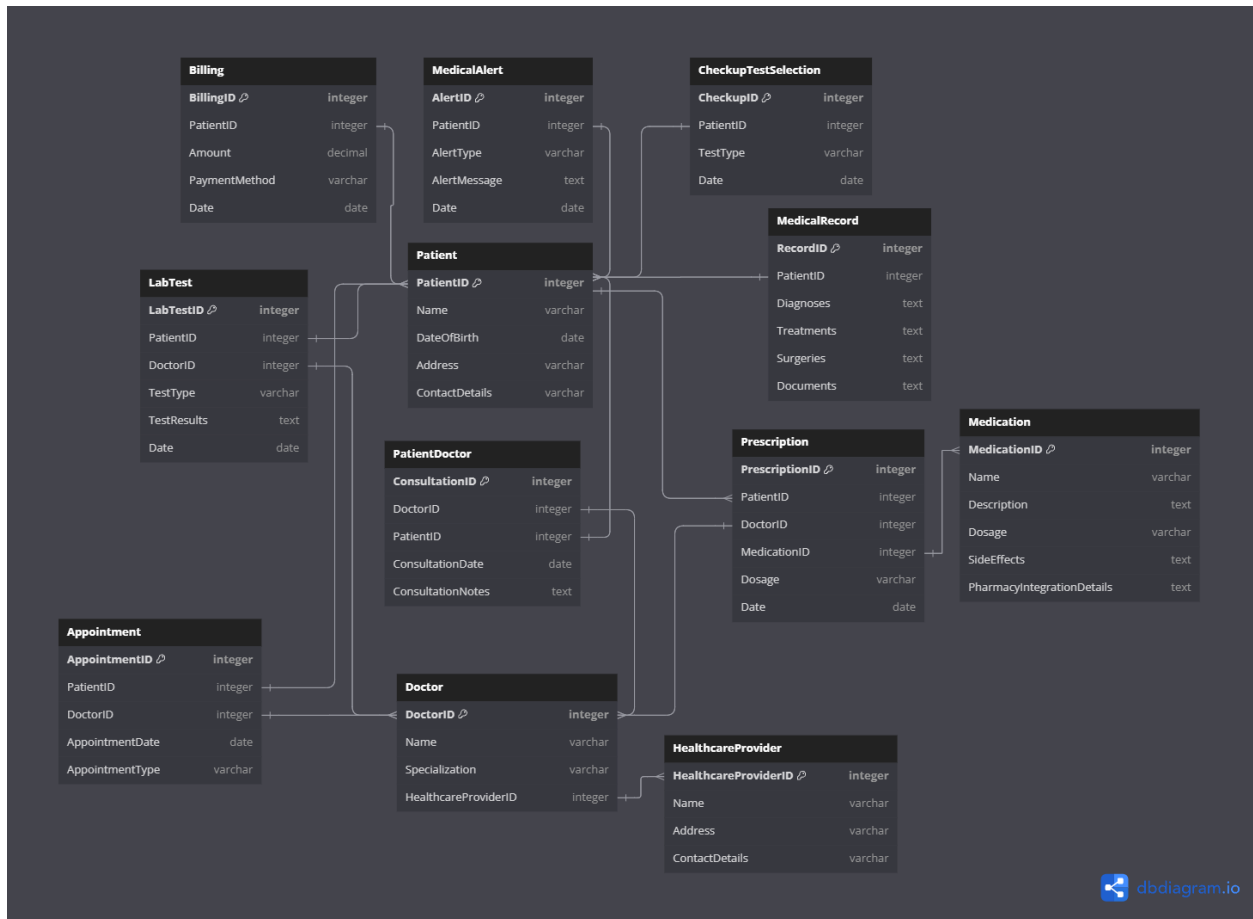 Billing
BillingID integer
PatientID integer
Amount decimal
PaymentMethod varchar
Date date
MedicalAlert
AlertID integer
PatientID integer
AlertType varchar
AlertMessage text
Date date
CheckupTestSelection
CheckupID integer
PatientID integer
TestType varchar
Date date
MedicalRecord
RecordID integer
PatientID integer
Diagnoses text
Treatments text
Surgeries text
Documents text
Patient
PatientID integer
Name varchar
DateOfBirth date
Address varchar
ContactDetails varchar
LabTest
LabTestID integer
PatientID integer
DoctorID integer
TestType varchar
TestResults text
Date date
PatientDoctor
ConsultationID integer
DoctorID integer
PatientID integer
ConsultationDate date
ConsultationNotes text
Prescription
PrescriptionID integer
PatientID integer
DoctorID integer
MedicationID integer
Dosage varchar
Date date
Medication
MedicationID integer
Name varchar
Description text
Dosage varchar
SideEffects text
PharmacyIntegrationDetails text
Appointment
AppointmentID integer
PatientID integer
DoctorID integer
AppointmentDate date
AppointmentType varchar
Doctor
DoctorID integer
Name varchar
Specialization varchar
HealthcareProviderID integer
HealthcareProvider
HealthcareProviderID integer
Name varchar
Address varchar
ContactDetails varchar
dbdiagram.io